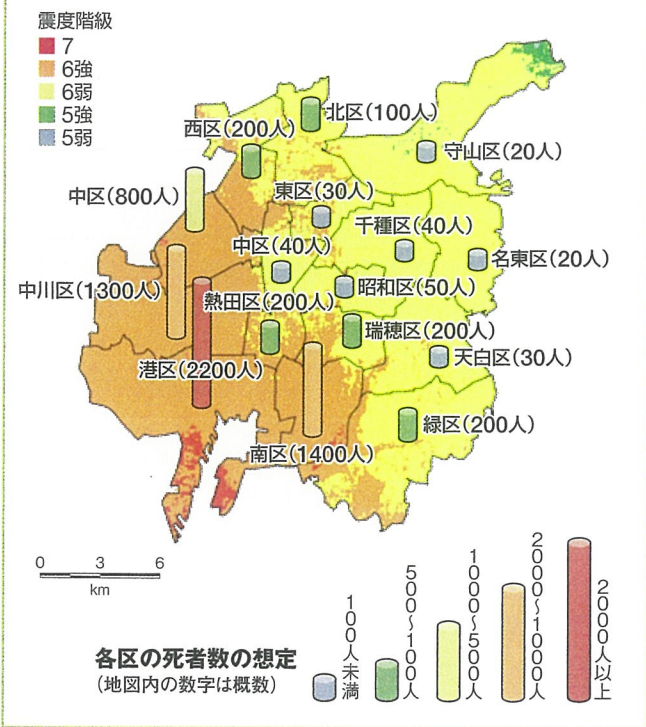 震度階級
7
6強
6弱
5強
5弱
北区(100人)
西区(200人)
守山区(20人)
中区(800人)
東区(30人)
千種区(40人)
中区(40人)
名東区(20人)
中川区(1300人)
昭和区(50人)
熱田区(200人)
瑞穂区(200人)
天白区(30人)
港区(2200人)
緑区(200人)
南区(1400人)
0 3 6
km
各区の死者数の想定
(地図内の数字は概数)
100人未満
500〜100人
1000〜500人
2000〜1000人
2000人以上